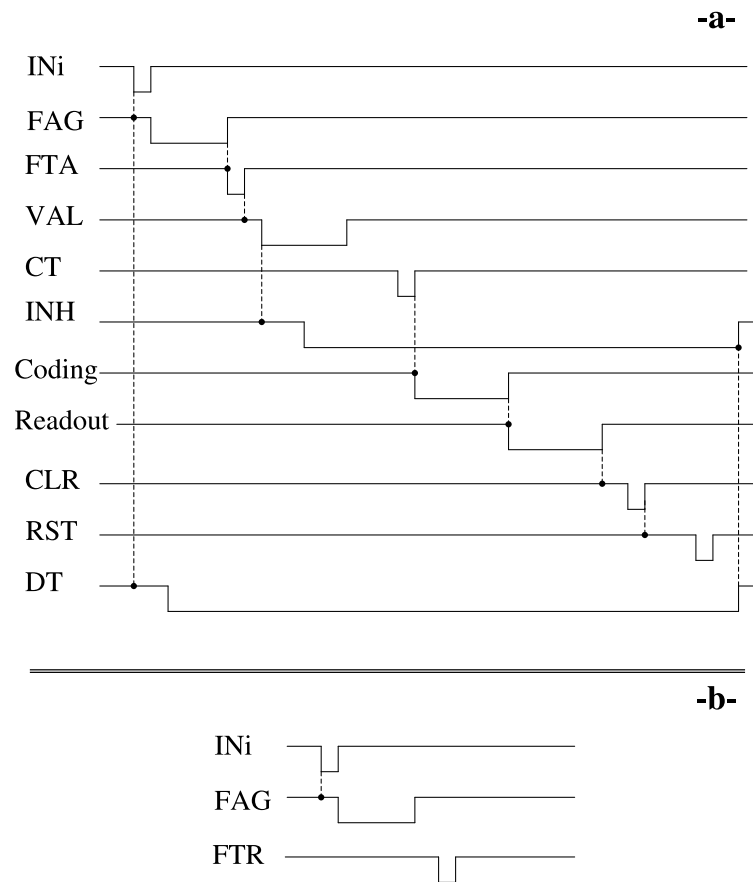 -a-
INi
FAG
FTA
VAL
CT
INH
Coding
Readout
CLR
RST
DT
-b-
INi
FAG
FTR